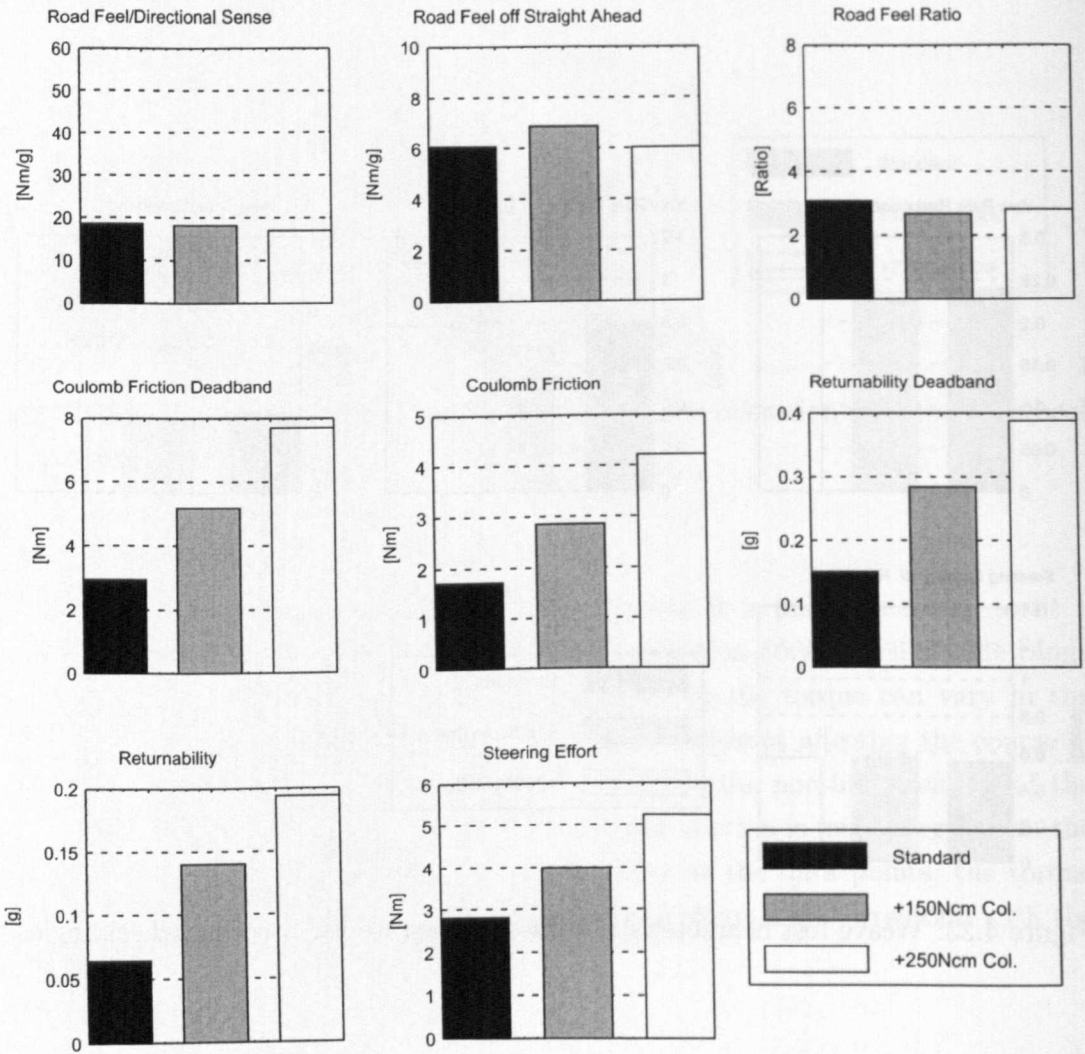 Road Feel/Directional Sense
60
50
40
30
20
10
0
[Nm/g]
Road Feel off Straight Ahead
10
8
6
4
2
0
[Nm/g]
Road Feel Ratio
8
6
4
2
0
[Ratio]
Coulomb Friction Deadband
8
6
4
2
0
[Nm]
Coulomb Friction
5
4
3
2
1
0
[Nm]
Returnability Deadband
0.4
0.3
0.2
0.1
0
[g]
Returnability
0.2
0.15
0.1
0.05
0
[g]
Steering Effort
6
5
4
3
2
1
0
[Nm]
Standard
+150Ncm Col.
+250Ncm Col.